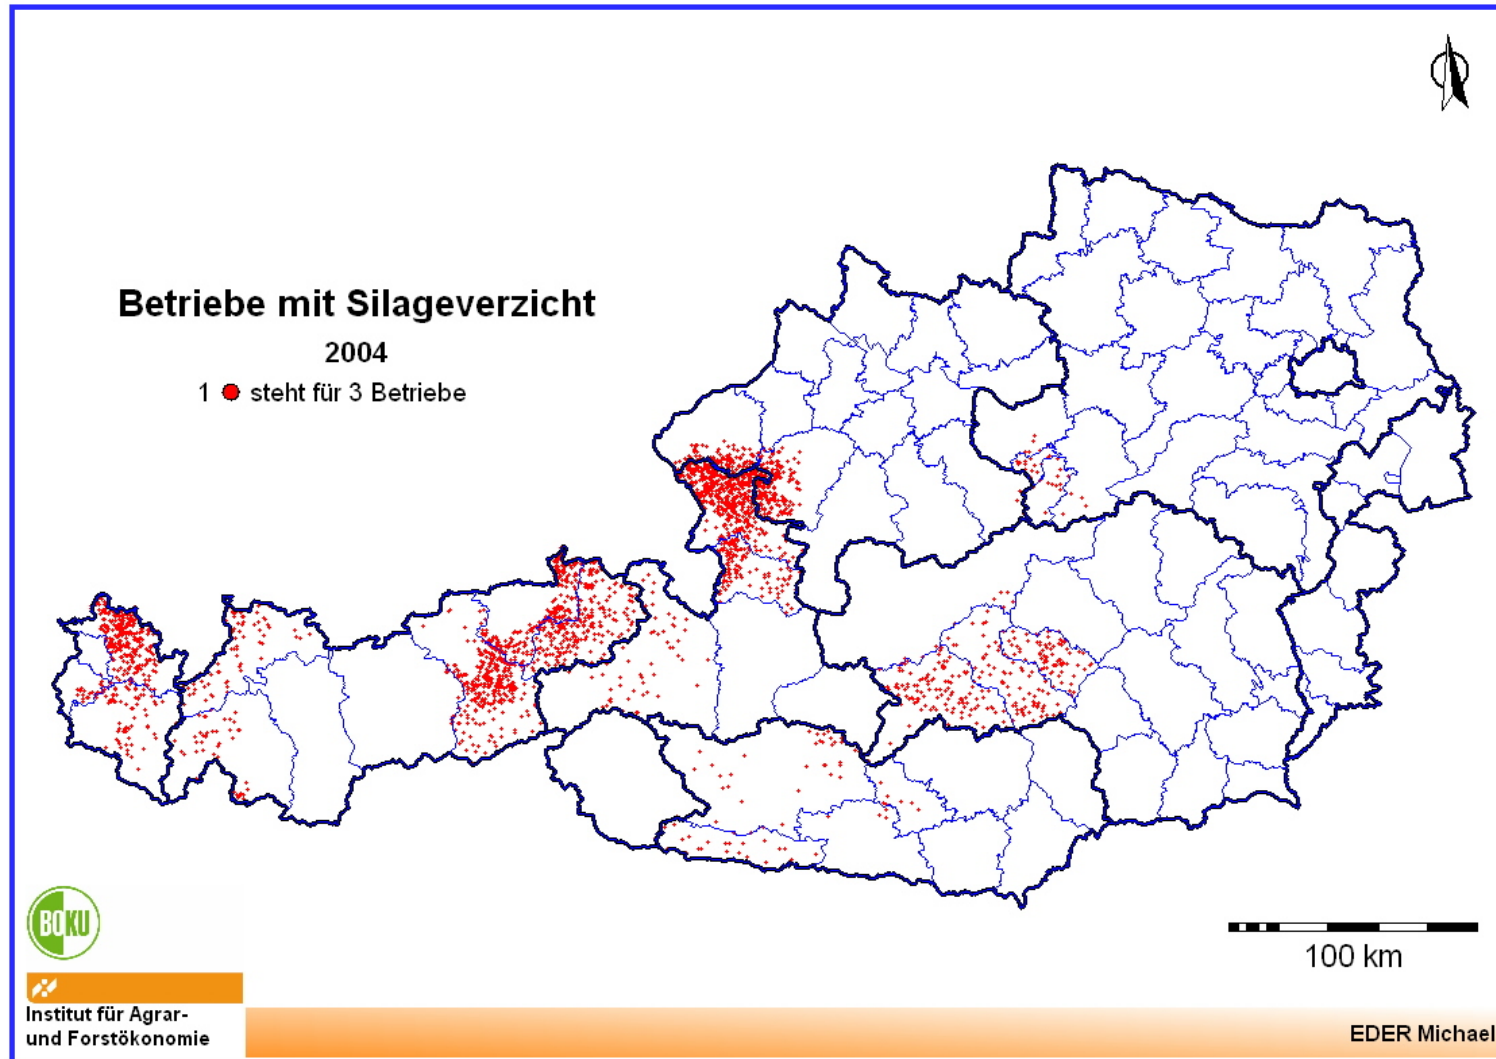 Betriebe mit Silageverzicht
2004
1 steht für 3 Betriebe
BOKU
100 km
Institut für Agrar-
und Forstökonomie
EDER Michael